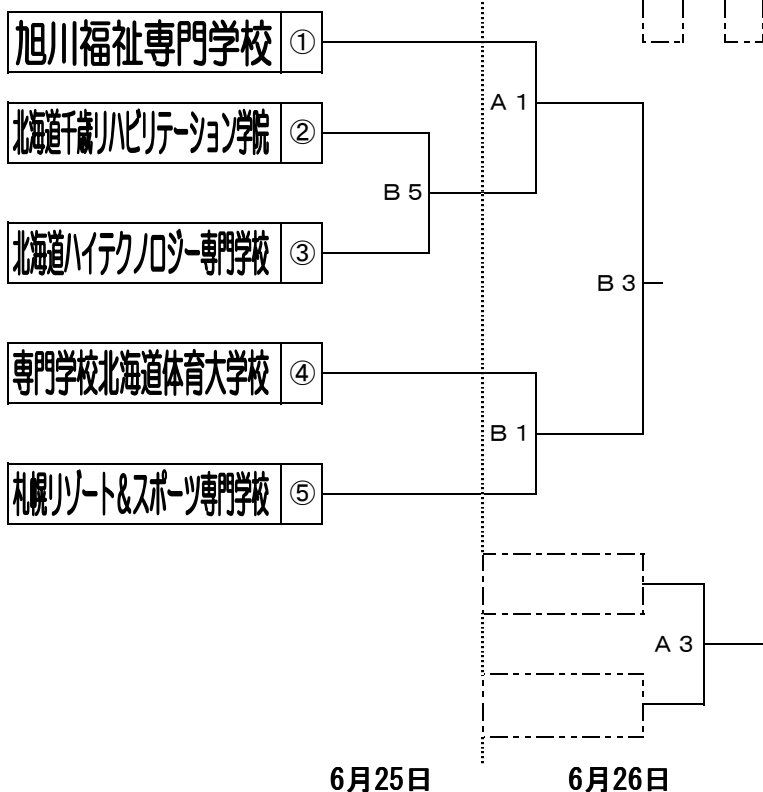 旭川福祉専門学校 ①
A 1
北海道千歳リハビリテーション学院 ②
B 5
北海道ハイテクノロジー専門学校 ③
B 3
専門学校北海道体育大学校 ④
B 1
札幌リゾート&スポーツ専門学校 ⑤
A 3
6月25日 6月26日